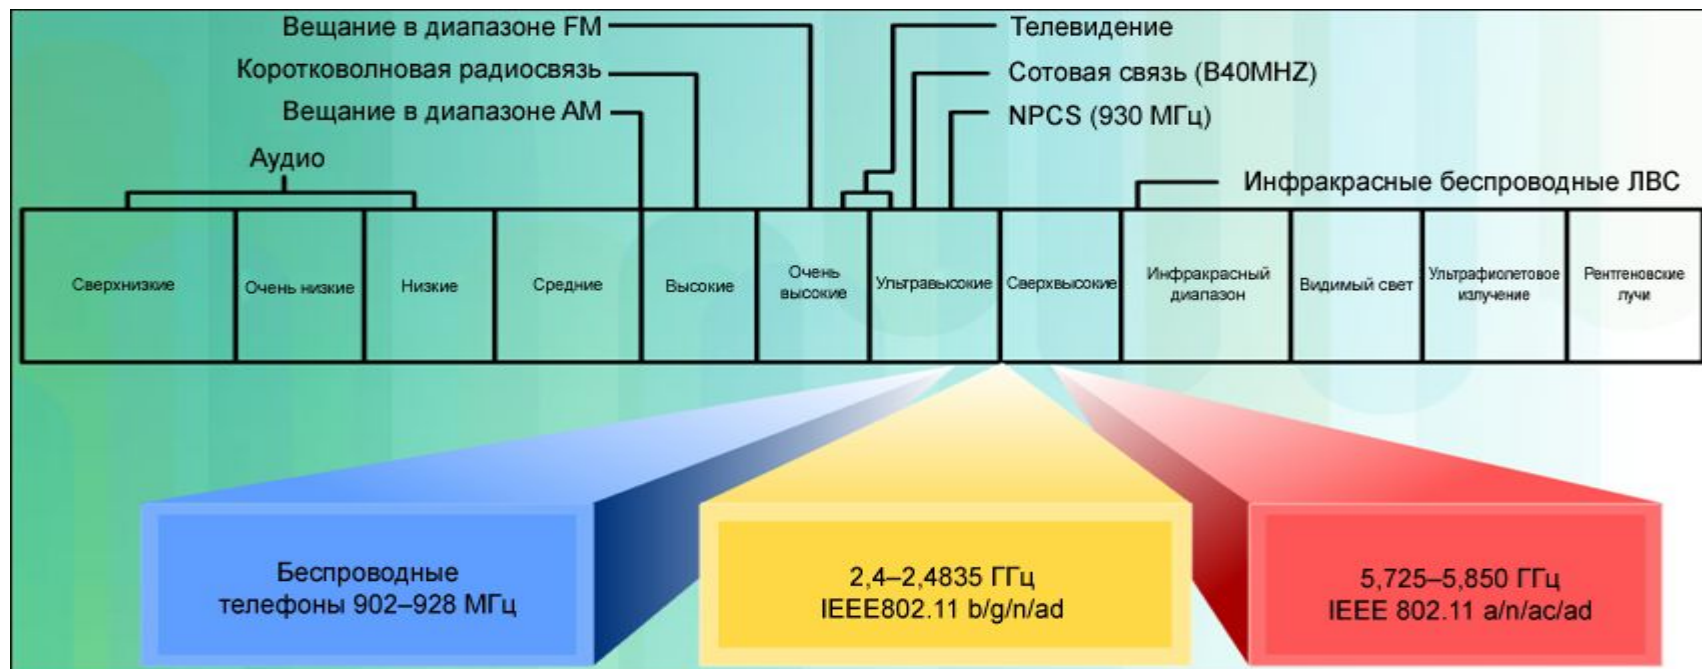 Вещание в диапазоне FM
Телевидение
Коротковолновая радиосвязь
Сотовая связь (B40MHZ)
Вещание в диапазоне AM
NPCS (930 МГц)
Аудио
Инфракрасные беспроводные ЛВС
Сверхнизкие
Очень низкие
Низкие
Средние
Высокие
Очень
высокие
Ультравысокие
Сверхвысокие
Инфракрасный
диапазон
Видимый свет
Ультрафиолетовое
излучение
Рентгеновские
лучи
Беспроводные
телефоны 902–928 МГц
2,4–2,4835 ГГц
IEEE802.11 b/g/n/ad
5,725–5,850 ГГц
IEEE 802.11 a/n/ac/ad